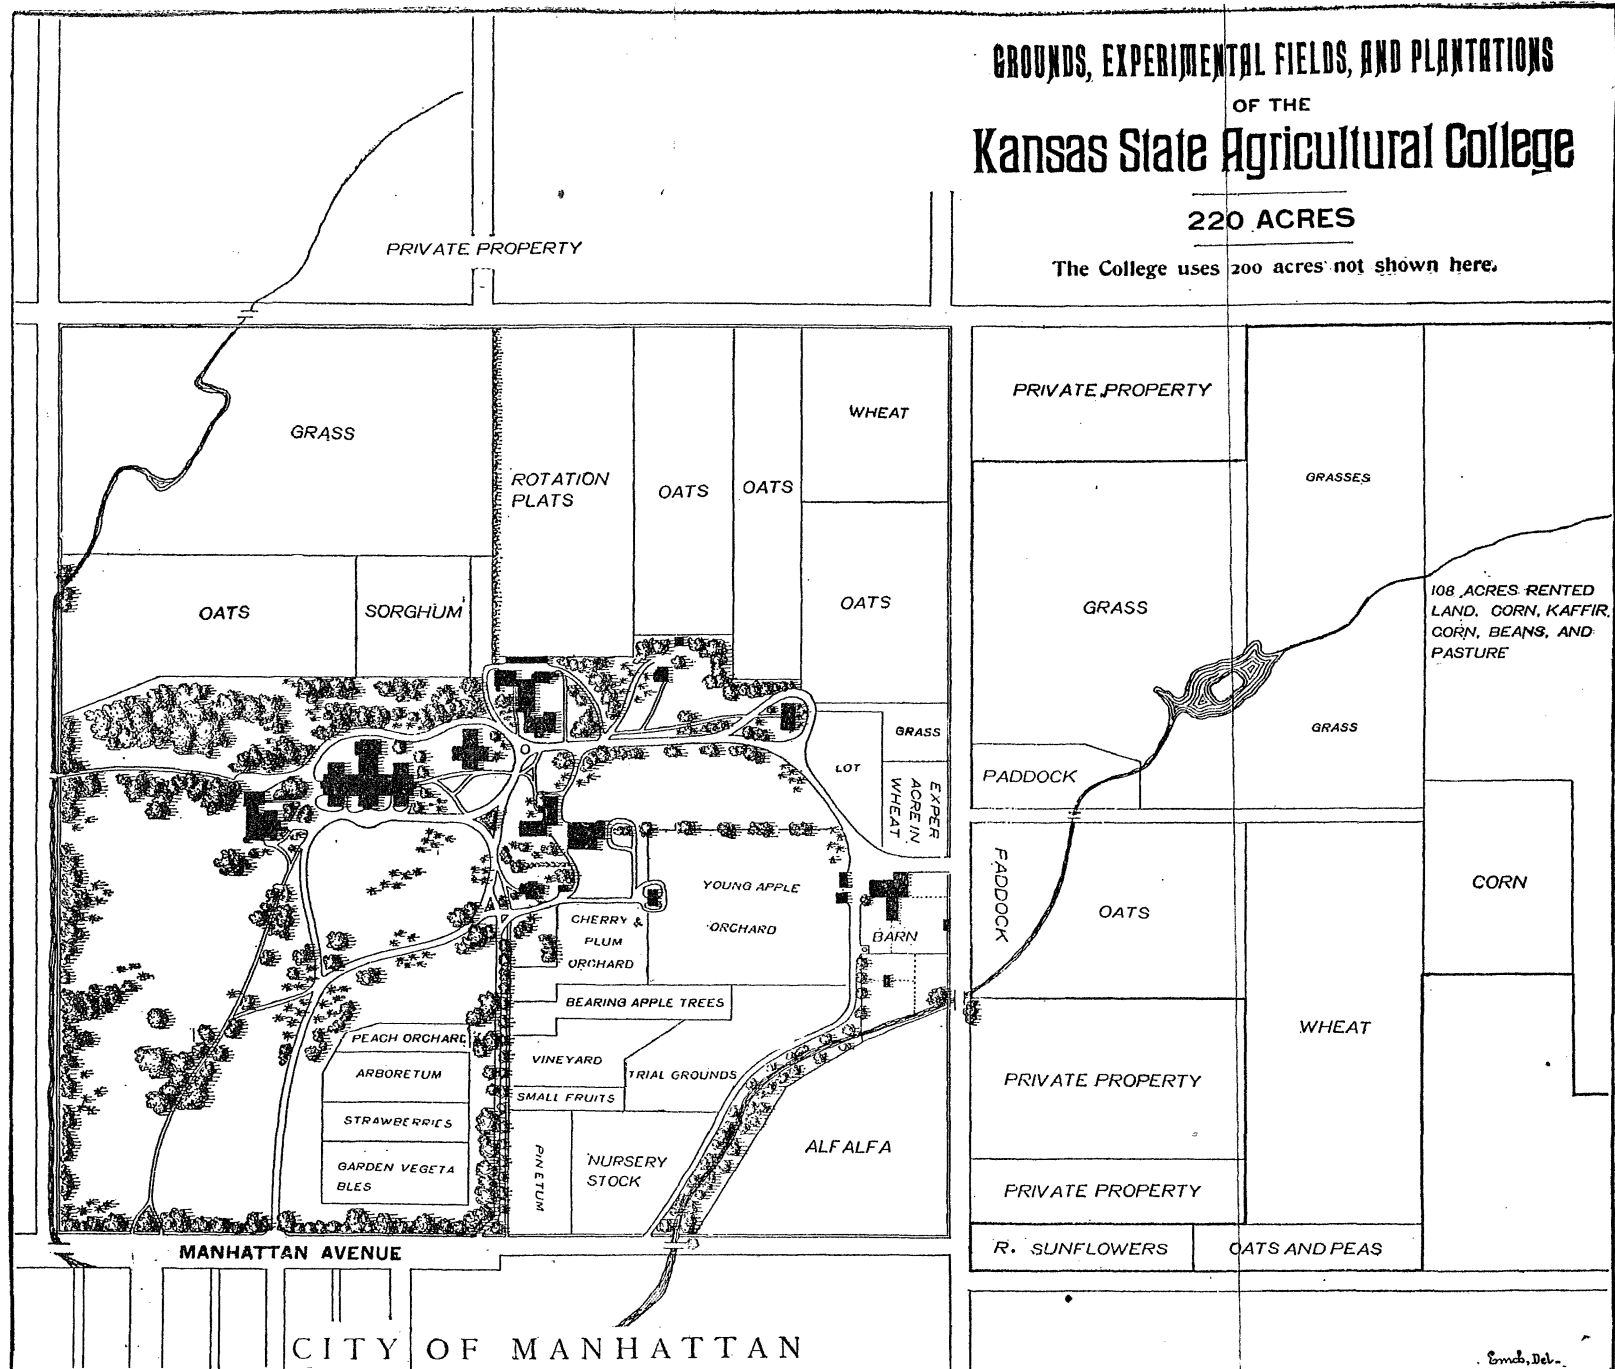 GROUNDS, EXPERIMENTAL FIELDS, AND PLANTATIONS
OF THE
Kansas State Agricultural College
220 ACRES
The College uses 200 acres not shown here.
PRIVATE PROPERTY
GRASS
ROTATION
PLATS
OATS
OATS
WHEAT
OATS
OATS
SORGHUM
PRIVATE PROPERTY
GRASSES
GRASS
108 ACRES RENTED
LAND. CORN, KAFFIR,
CORN, BEANS, AND
PASTURE
GRASS
PADDOCK
LOT
GRASS
EXPER
ACRE IN
WHEAT
PADDOCK
OATS
CORN
YOUNG APPLE
ORCHARD
CHERRY &
PLUM
ORCHARD
BARN
BEARING APPLE TREES
PEACH ORCHARD
ARBORETUM
STRAWBERRIES
GARDEN VEGETA
BLES
VINEYARD
TRIAL GROUNDS
SMALL FRUITS
PINETUM
NURSERY
STOCK
ALFALFA
WHEAT
PRIVATE PROPERTY
PRIVATE PROPERTY
R. SUNFLOWERS
OATS AND PEAS
MANHATTAN AVENUE
CITY OF MANHATTAN
Del.